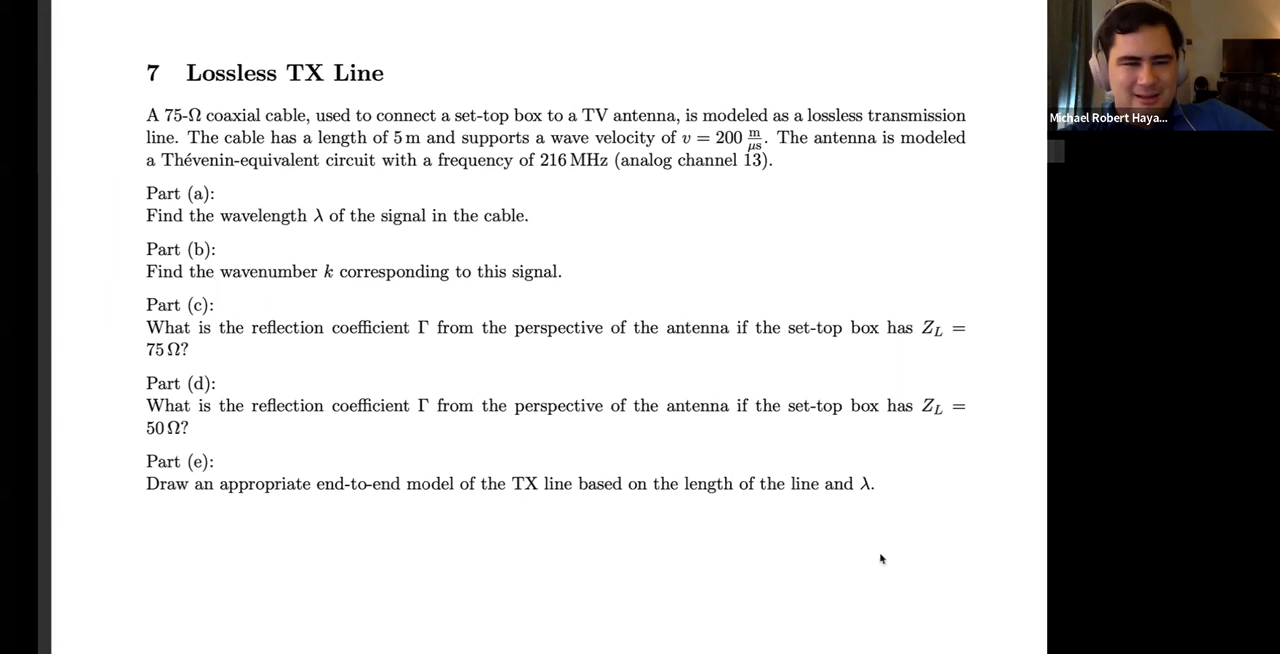 7 Lossless TX Line
A 75-Ω coaxial cable, used to connect a set-top box to a TV antenna, is modeled as a lossless transmission
line. The cable has a length of 5 m and supports a wave velocity of v = 200 m/μs. The antenna is modeled
a Thévenin-equivalent circuit with a frequency of 216 MHz (analog channel 13).
Part (a):
Find the wavelength λ of the signal in the cable.
Part (b):
Find the wavenumber k corresponding to this signal.
Part (c):
What is the reflection coefficient Γ from the perspective of the antenna if the set-top box has Z_L =
75 Ω?
Part (d):
What is the reflection coefficient Γ from the perspective of the antenna if the set-top box has Z_L =
50 Ω?
Part (e):
Draw an appropriate end-to-end model of the TX line based on the length of the line and λ.
Michael Robert Haya...